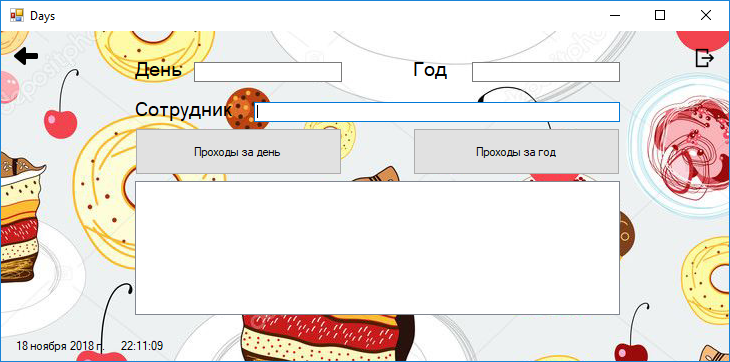 Days
День Год
Сотрудник
Проходы за день Проходы за год
18 ноября 2018 г. 22:11:09